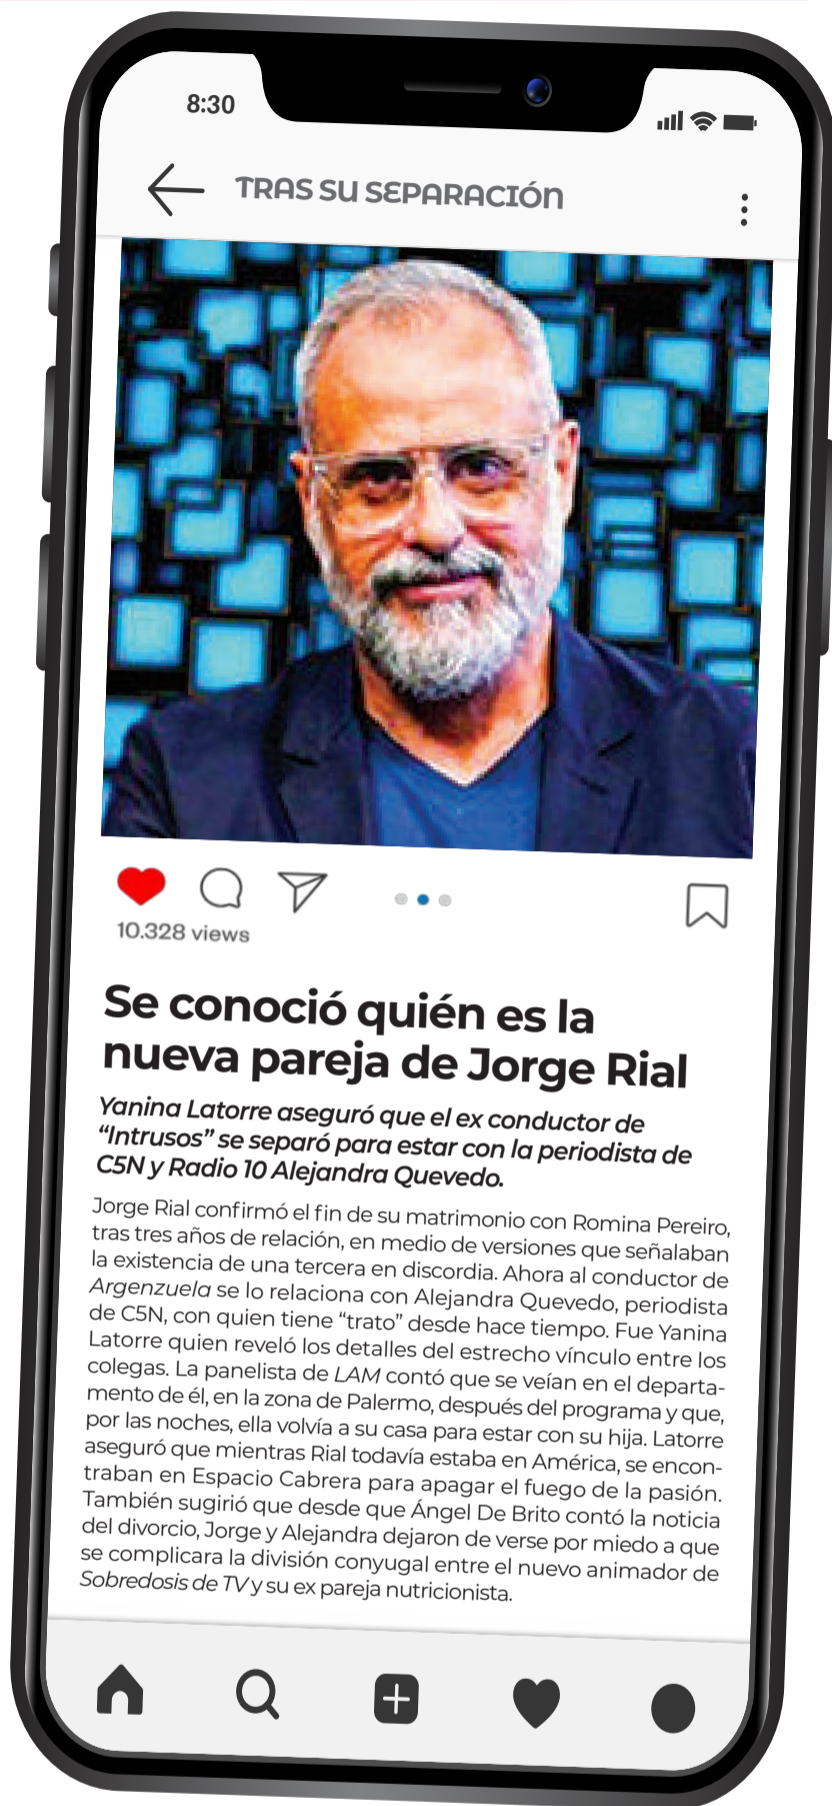 8:30
TRAS SU SEPARACIÓN
10.328 views
Se conoció quién es la
nueva pareja de Jorge Rial
Yanina Latorre aseguró que el ex conductor de
“Intrusos” se separó para estar con la periodista de
C5N y Radio 10 Alejandra Quevedo.
Jorge Rial confirmó el fin de su matrimonio con Romina Pereiro,
tras tres años de relación, en medio de versiones que señalaban
la existencia de una tercera en discordia. Ahora al conductor de
Argenzuela se lo relaciona con Alejandra Quevedo, periodista
de C5N, con quien tiene “trato” desde hace tiempo. Fue Yanina
Latorre quien reveló los detalles del estrecho vínculo entre los
colegas. La panelista de LAM contó que se veían en el departa-
mento de él, en la zona de Palermo, después del programa y que,
por las noches, ella volvía a su casa para estar con su hija. Latorre
aseguró que mientras Rial todavía estaba en América, se encon-
traban en Espacio Cabrera para apagar el fuego de la pasión.
También sugirió que desde que Ángel De Brito contó la noticia
del divorcio, Jorge y Alejandra dejaron de verse por miedo a que
se complicara la división conyugal entre el nuevo animador de
Sobredosis de TV y su ex pareja nutricionista.